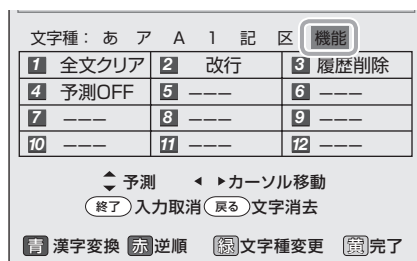 文字種： あ ア A 1 記 区 機能
1 全文クリア 2 改行 3 履歴削除
4 予測OFF 5 −−− 6 −−−
7 −−− 8 −−− 9 −−−
10 −−− 11 −−− 12 −−−
予測 カーソル移動
終了 入力取消 戻る 文字消去
青 漢字変換 赤 逆順 緑 文字種変更 黄 完了